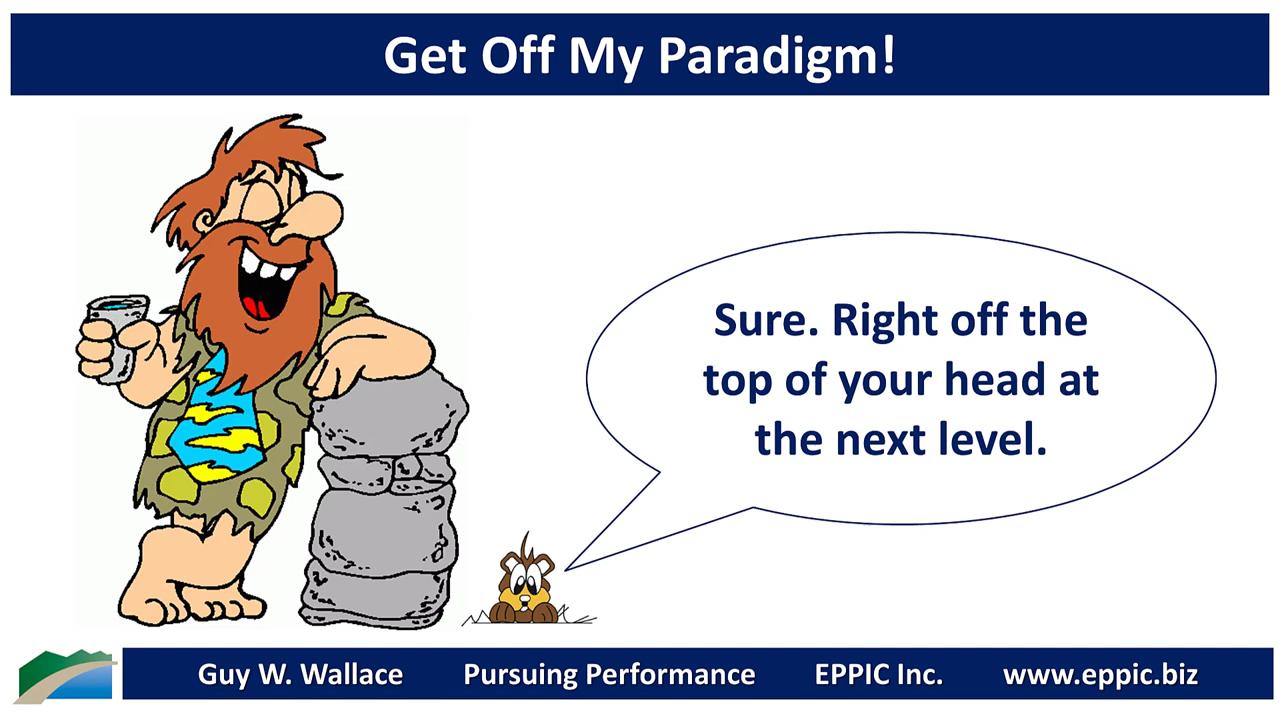 Get Off My Paradigm!
Sure. Right off the
top of your head at
the next level.
Guy W. Wallace Pursuing Performance EPPIC Inc. www.eppic.biz